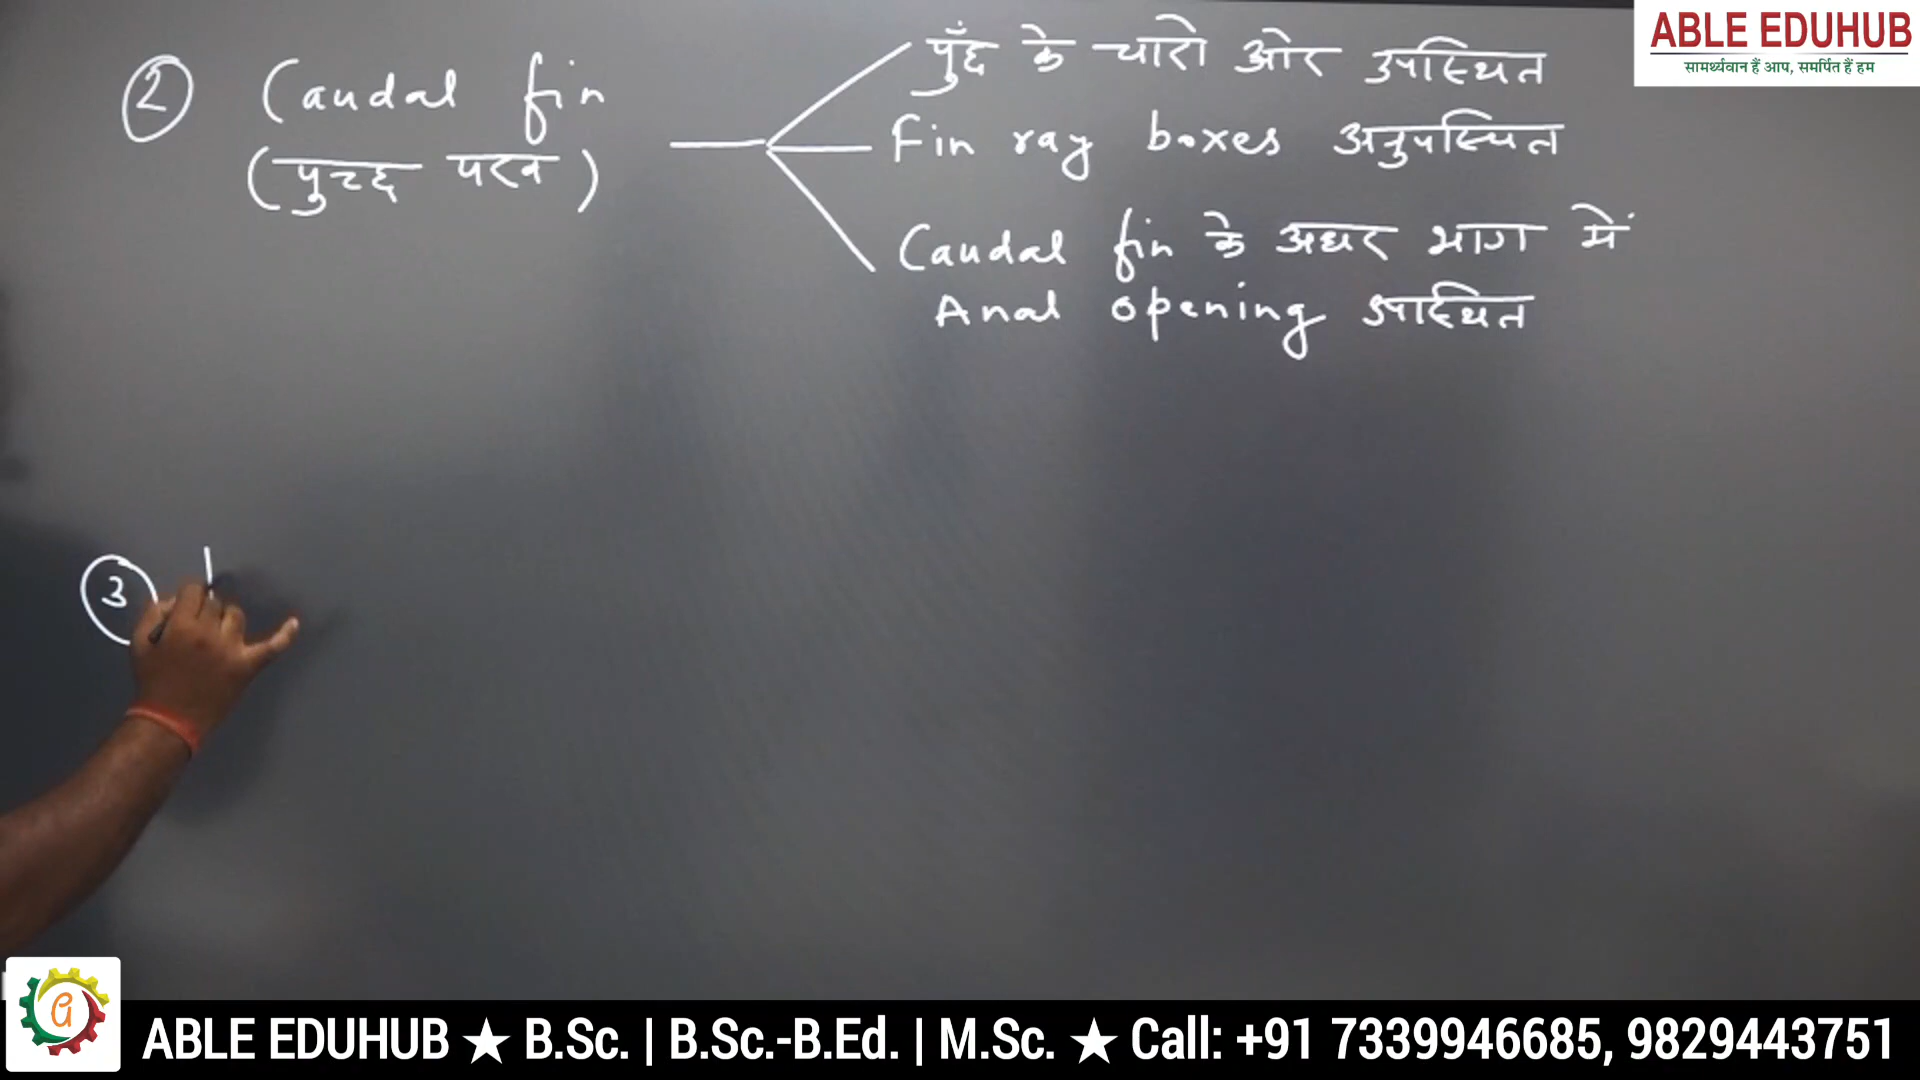 ABLE EDUHUB
सामर्थ्यवान हैं आप, समर्पित हैं हम
② Caudal fin
(पुच्छ पख)
पुँछ के चारो ओर उपस्थित
Fin ray boxes अनुपस्थित
Caudal fin के अधर भाग में
Anal opening उपस्थित
③
ABLE EDUHUB ★ B.Sc. | B.Sc.-B.Ed. | M.Sc. ★ Call: +91 7339946685, 9829443751